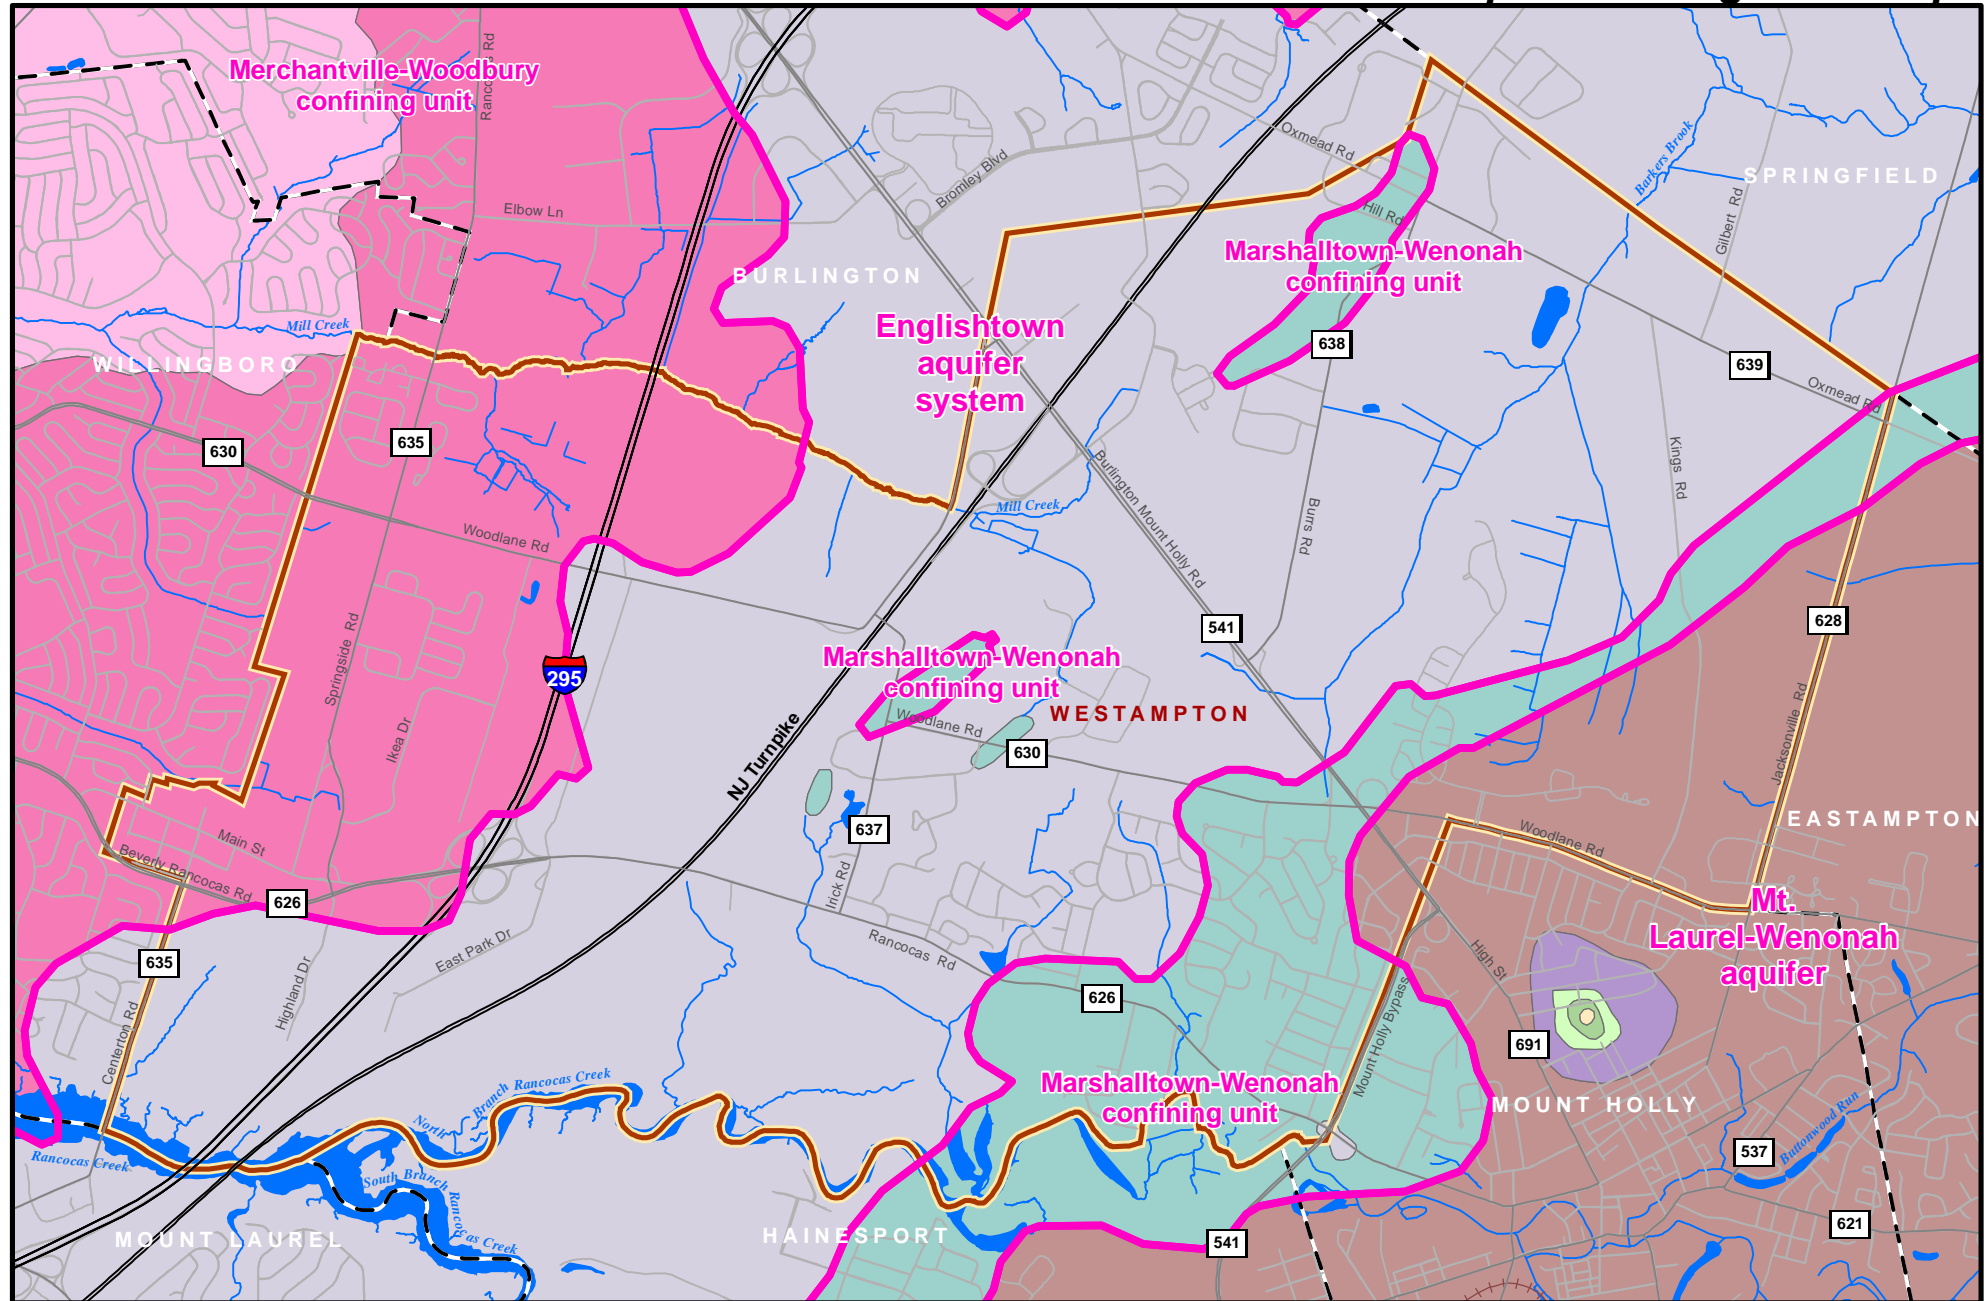 Merchantville-Woodbury
confining unit
Rancocas Rd
Oxmead Rd
Barkers Brook
SPRINGFIELD
Bromley Blvd
Elbow Ln
Hill Rd
Gilbert Rd
Marshalltown-Wenonah
confining unit
BURLINGTON
Mill Creek
Englishtown
aquifer
system
638
WILLINGBORO
639
Oxmead Rd
630
635
Kings Rd
Burlington Mount Holly Rd
Mill Creek
Burrs Rd
Woodlane Rd
541
628
Springside Rd
295
Marshalltown-Wenonah
confining unit
WESTAMPTON
Woodlane Rd
630
Ikea Dr
NJ Turnpike
Jacksonville Rd
637
EASTAMPTON
Main St
Woodlane Rd
Beverly Rancocas Rd
626
Irick Rd
Mt.
Laurel-Wenonah
aquifer
Rancocas Rd
East Park Dr
High St
635
Highland Dr
626
Mount Holly Bypass
Centerton Rd
691
Marshalltown-Wenonah
confining unit
North Branch Rancocas Creek
MOUNT HOLLY
Buttonwood Run
537
Rancocas Creek
South Branch Rancocas Creek
621
MOUNT LAUREL
HAINESPORT
541